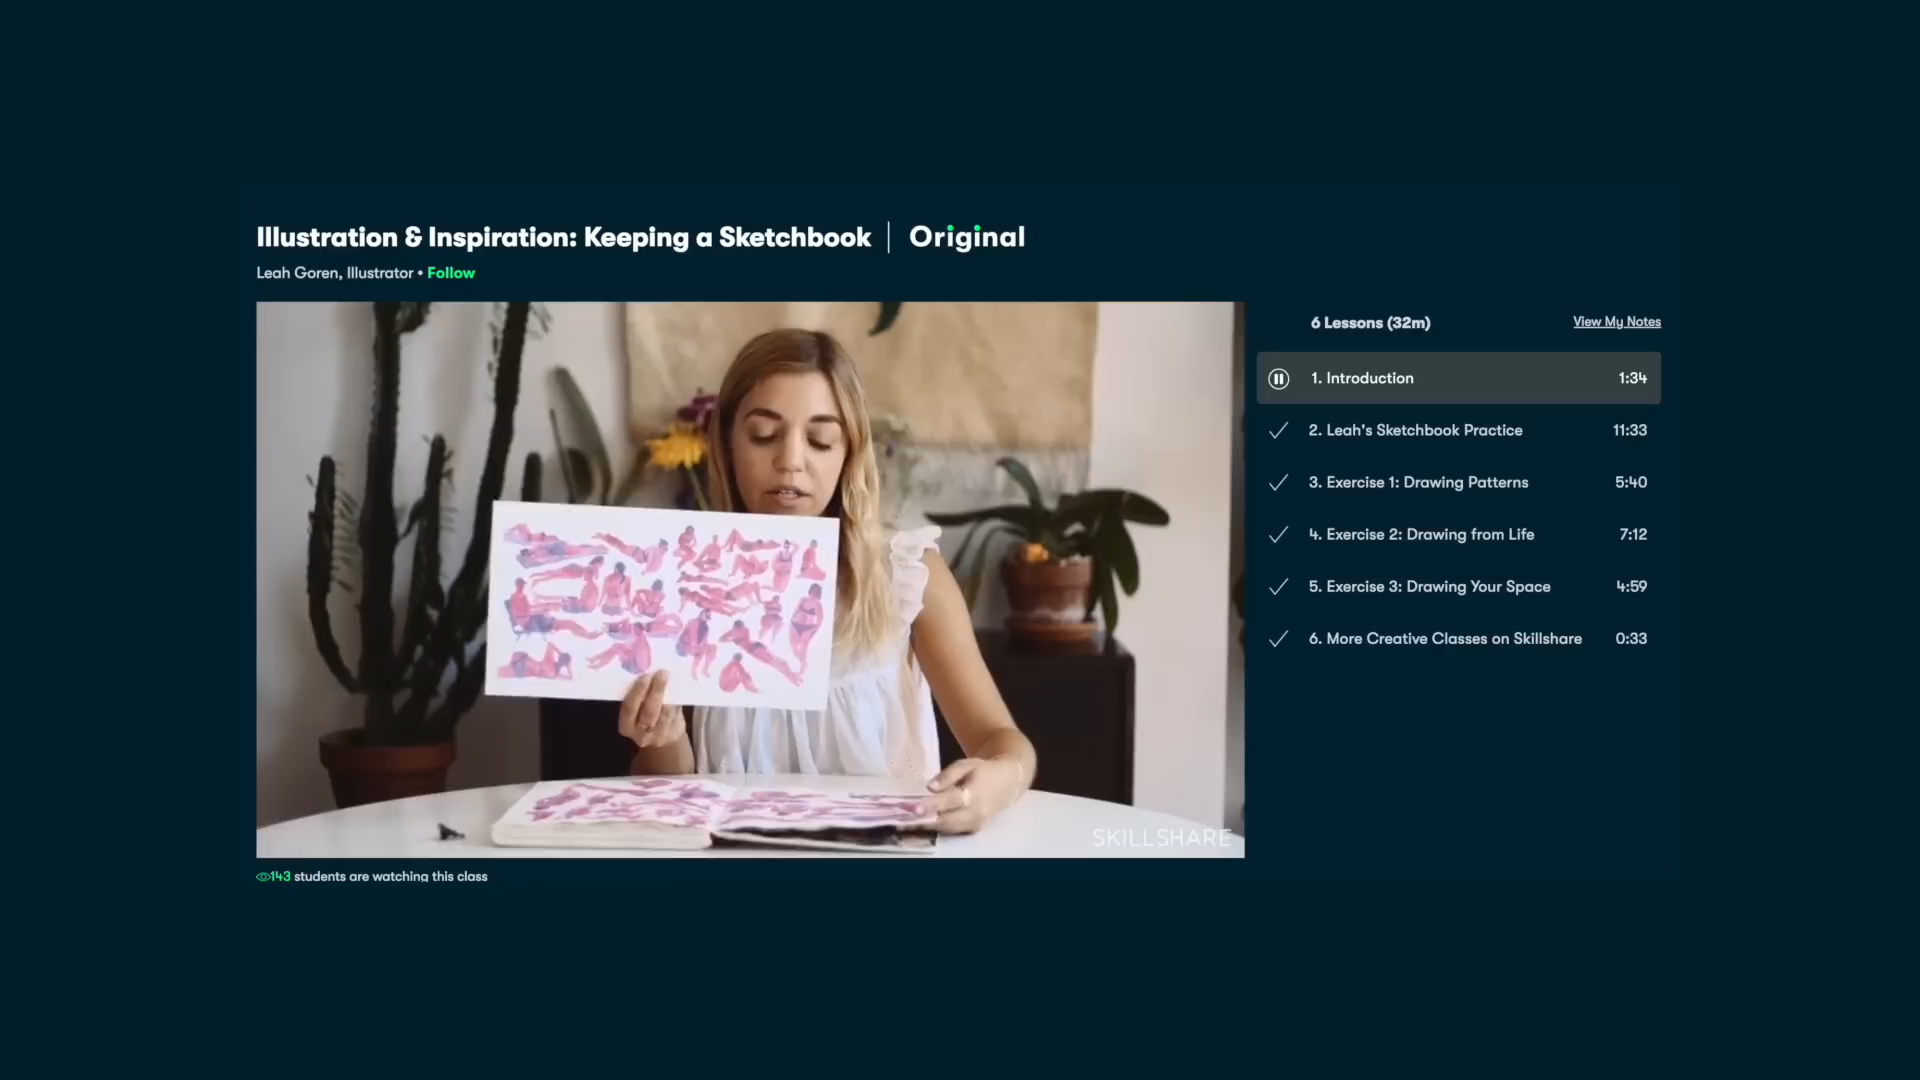 Illustration & Inspiration: Keeping a Sketchbook | Original
Leah Goren, Illustrator • Follow
6 Lessons (32m) View My Notes
1. Introduction 1:34
2. Leah's Sketchbook Practice 11:33
3. Exercise 1: Drawing Patterns 5:40
4. Exercise 2: Drawing from Life 7:12
5. Exercise 3: Drawing Your Space 4:59
6. More Creative Classes on Skillshare 0:33
SKILLSHARE
143 students are watching this class